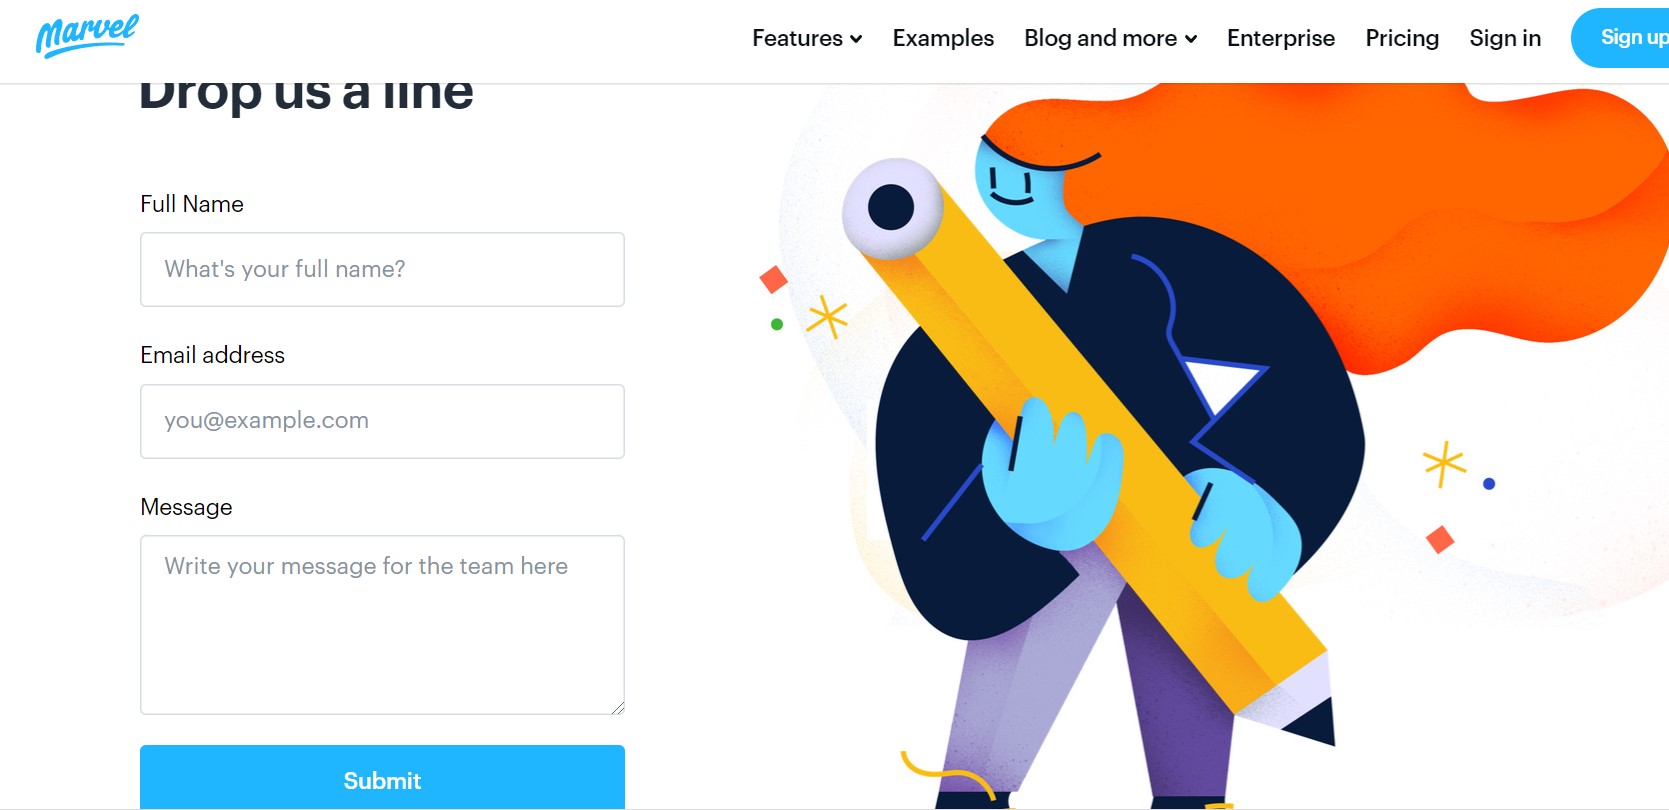 Marvel
Features Examples Blog and more Enterprise Pricing Sign in Sign up
Drop us a line
Full Name
What's your full name?
Email address
you@example.com
Message
Write your message for the team here
Submit